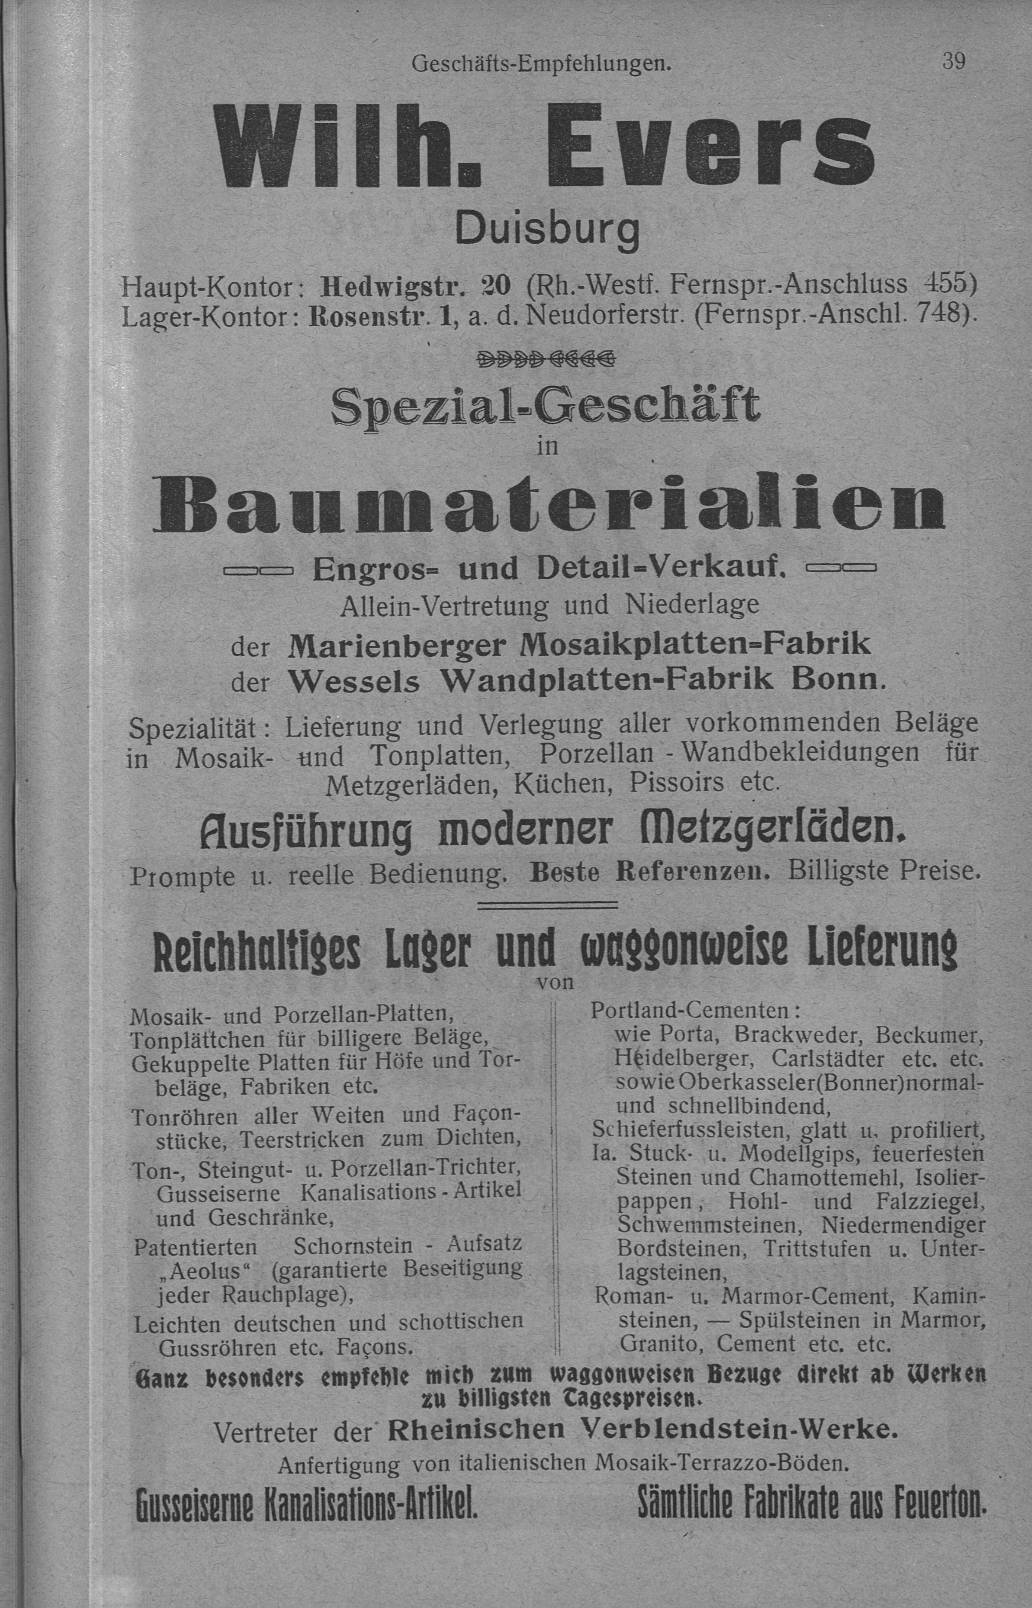 Geschäfts-Empfehlungen. 39
Wilh. Evers
Duisburg
Haupt-Kontor: Hedwigstr. 20 (Rh.-Westf. Fernspr.-Anschluss 455)
Lager-Kontor: Rosenstr. 1, a. d. Neudorferstr. (Fernspr.-Anschl. 748).
Spezial-Geschäft
in
Baumaterialien
Engros- und Detail-Verkauf.
Allein-Vertretung und Niederlage
der Marienberger Mosaikplatten-Fabrik
der Wessels Wandplatten-Fabrik Bonn.
Spezialität: Lieferung und Verlegung aller vorkommenden Beläge
in Mosaik- und Tonplatten, Porzellan-Wandbekleidungen für
Metzgerläden, Küchen, Pissoirs etc.
Ausführung moderner Metzgerläden.
Prompte u. reelle Bedienung. Beste Referenzen. Billigste Preise.
Reichhaltiges Lager und waggonweise Lieferung
von
Mosaik- und Porzellan-Platten,
Tonplättchen für billigere Beläge,
Gekuppelte Platten für Höfe und Tor-
beläge, Fabriken etc.
Tonröhren aller Weiten und Façon-
stücke, Teerstricken zum Dichten,
Ton-, Steingut- u. Porzellan-Trichter,
Gusseiserne Kanalisations-Artikel
und Geschränke,
Patentierten Schornstein-Aufsatz
„Aeolus“ (garantierte Beseitigung
jeder Rauchplage),
Leichten deutschen und schottischen
Gussröhren etc. Façons.
Portland-Cementen:
wie Porta, Brackweder, Beckumer,
Heidelberger, Carlstädter etc. etc.
sowie Oberkasseler (Bonner) normal-
und schnellbindend,
Schieferfussleisten, glatt u. profiliert,
Ia. Stuck- u. Modellgips, feuerfesten
Steinen und Chamottemehl, Isolier-
pappen, Hohl- und Falzziegel,
Schwemmsteinen, Niedermendiger
Bordsteinen, Trittstufen u. Unter-
lagsteinen,
Roman- u. Marmor-Cement, Kamin-
steinen, — Spülsteinen in Marmor,
Granito, Cement etc. etc.
Ganz besonders empfehle mich zum waggonweisen Bezuge direkt ab Werken
zu billigsten Tagespreisen.
Vertreter der Rheinischen Verblendstein-Werke.
Anfertigung von italienischen Mosaik-Terrazzo-Böden.
Gusseiserne Kanalisations-Artikel. Sämtliche Fabrikate aus Feuerton.